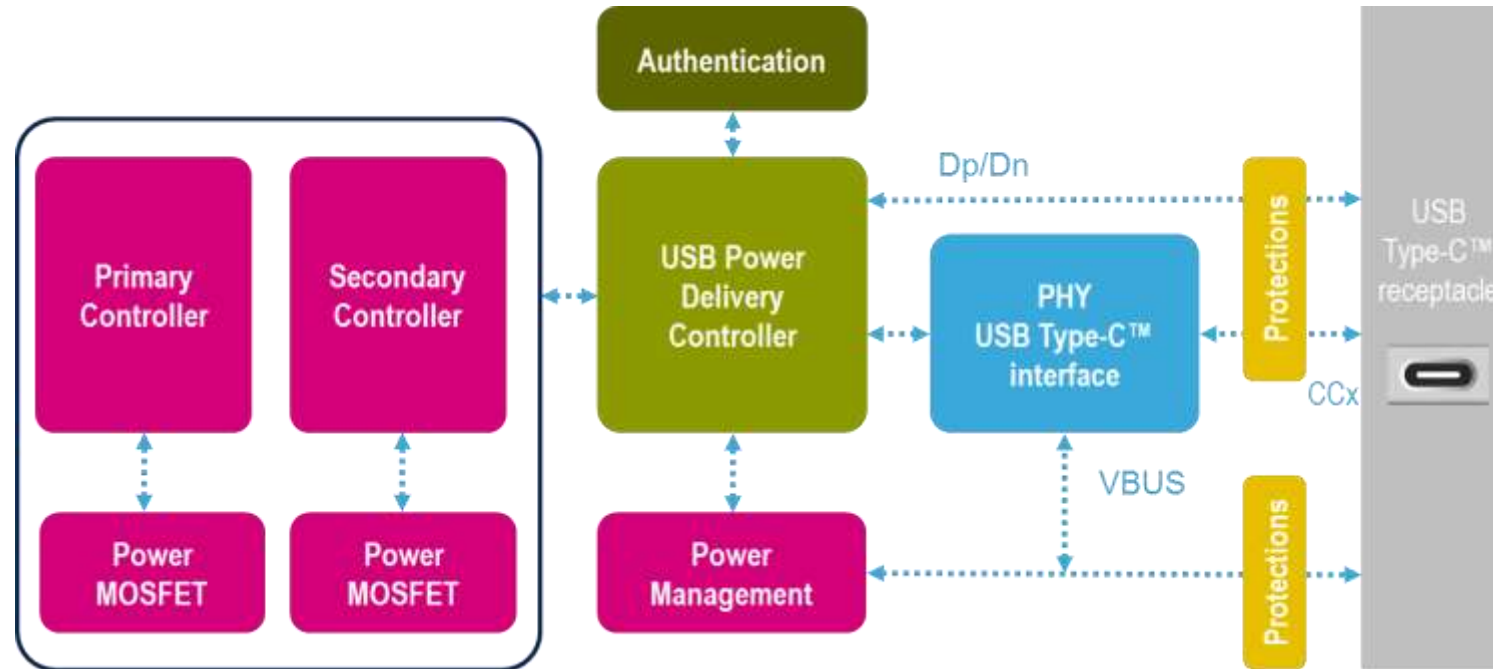 Authentication
Primary
Controller
Secondary
Controller
USB Power
Delivery
Controller
Dp/Dn
PHY
USB Type-C™
interface
Protections
USB
Type-C™
receptacle
CCx
VBUS
Power
MOSFET
Power
MOSFET
Power
Management
Protections